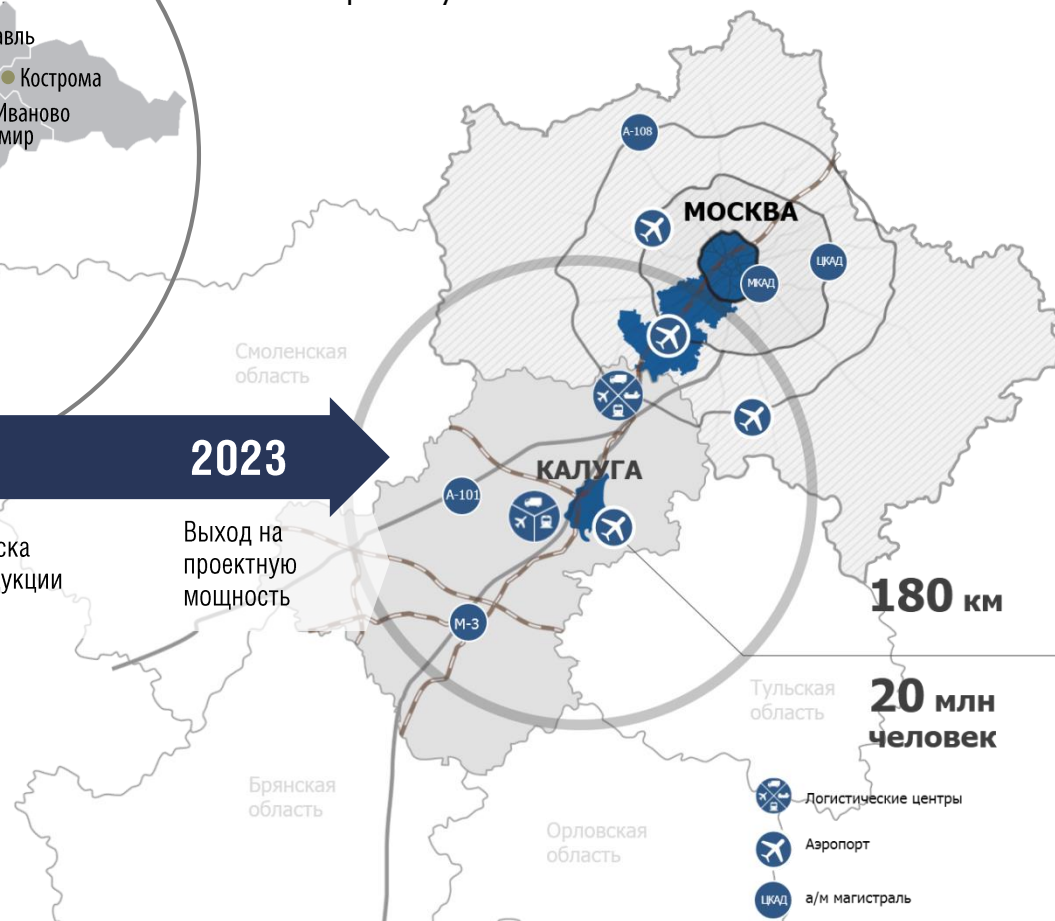 Кострома
А-108
МОСКВА
ЦКАД
МКАД
Смоленская
область
2023
КАЛУГА
А-101
Выход на
проектную
мощность
М-3
180 км
20 млн
человек
Тульская
область
Брянская
область
Орловская
область
Логистические центры
Аэропорт
ЦКАД
а/м магистраль